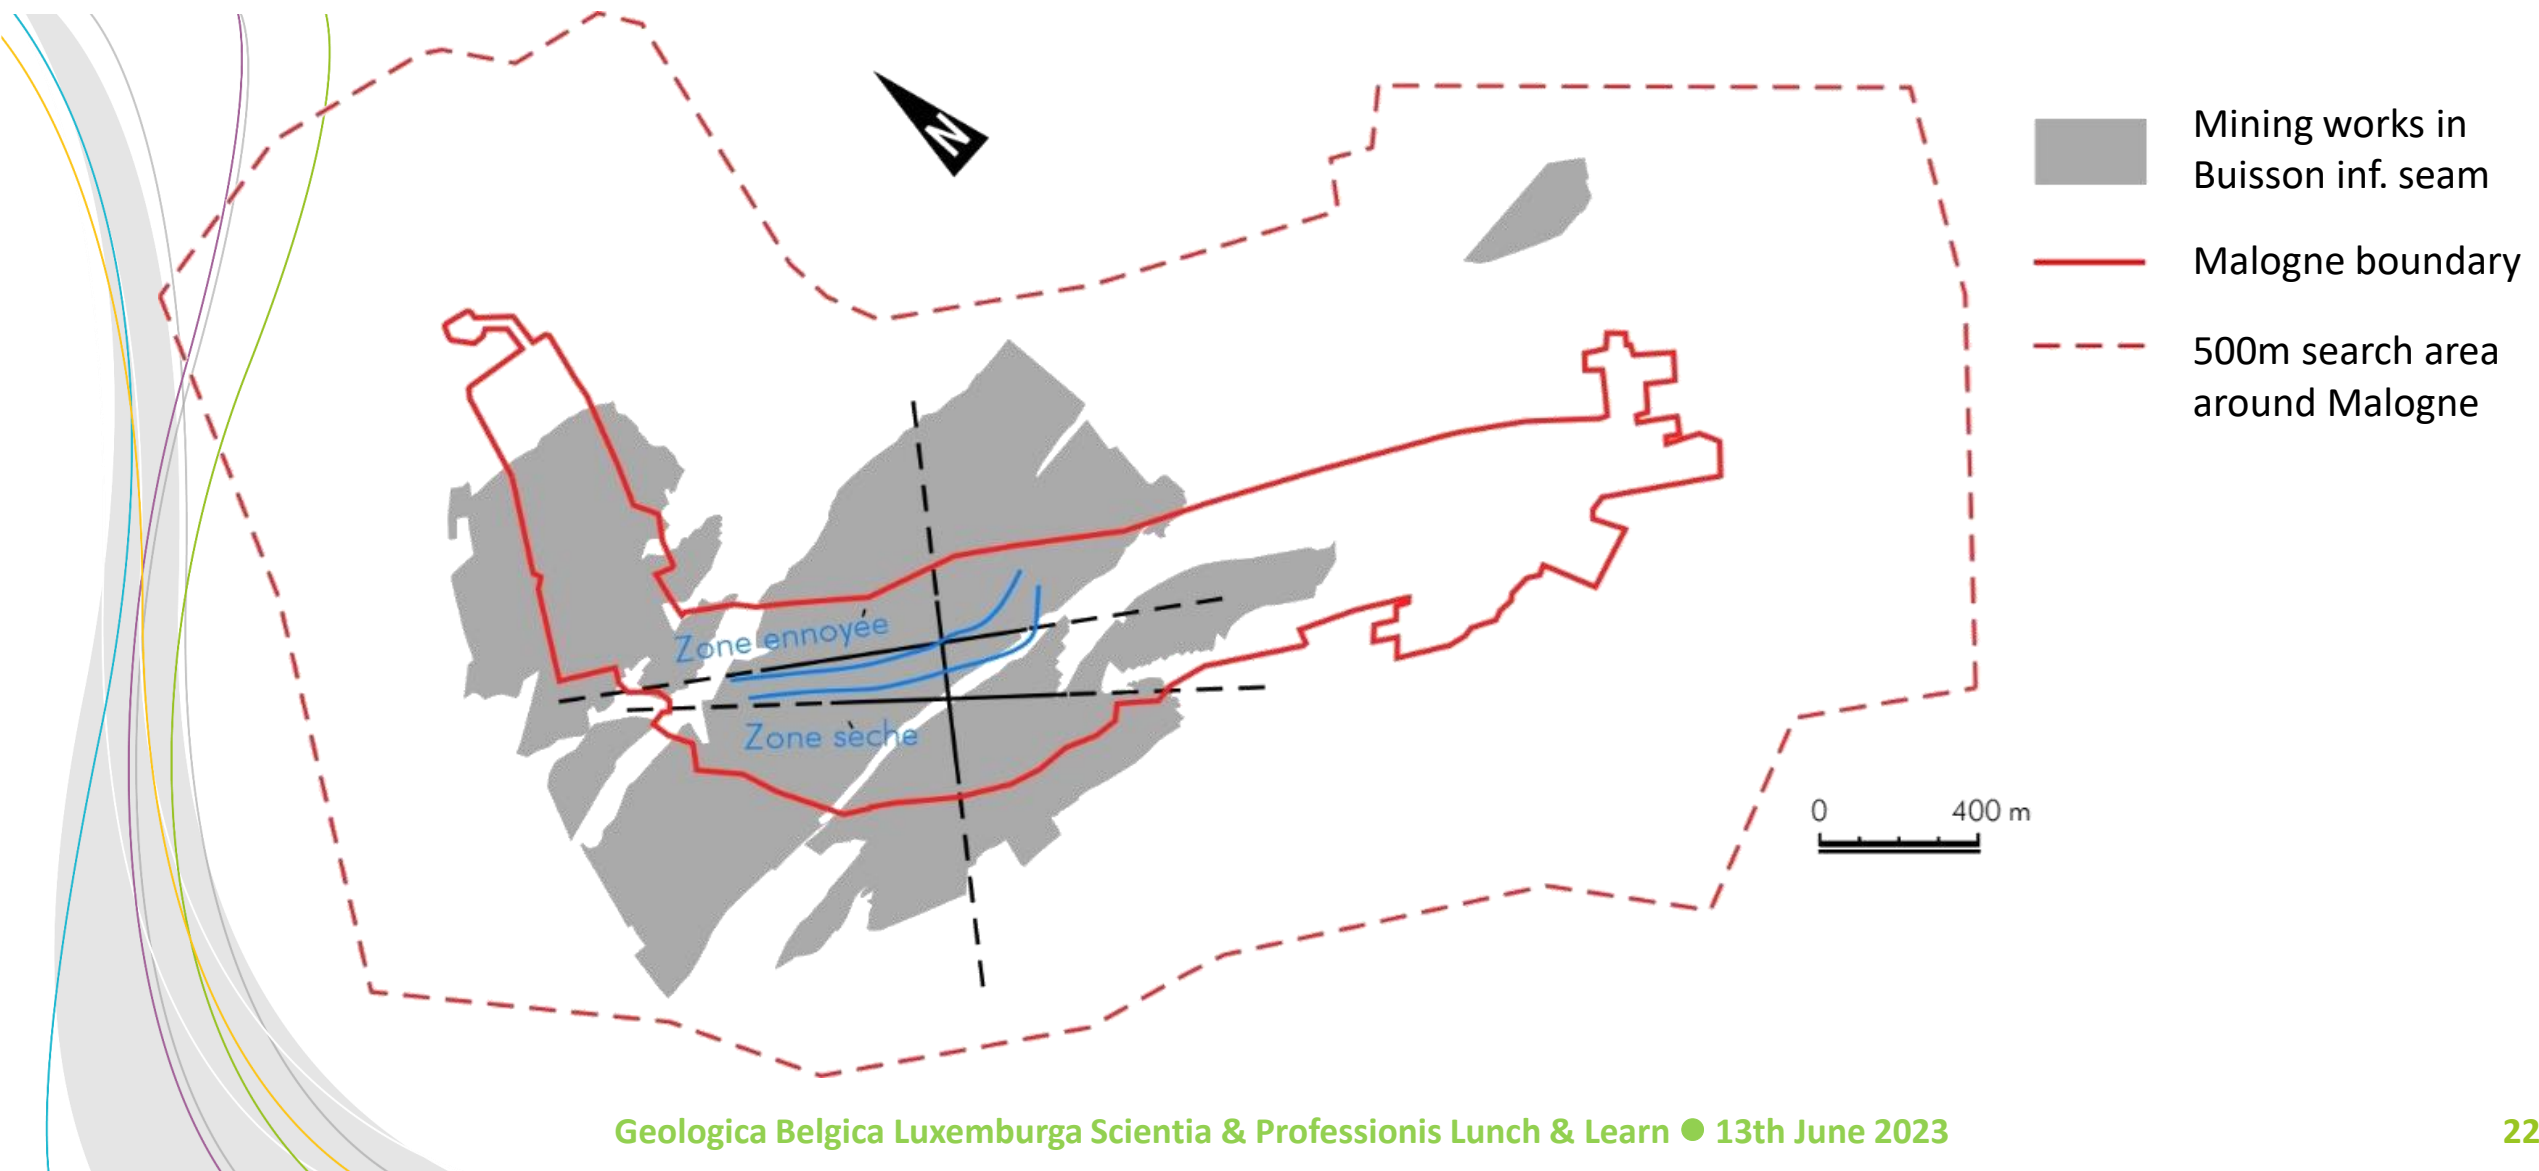 N
Mining works in
Buisson inf. seam
Malogne boundary
500m search area
around Malogne
Zone ennoyée
Zone sèche
0 400 m
Geologica Belgica Luxemburga Scientia & Professionis Lunch & Learn ● 13th June 2023
22